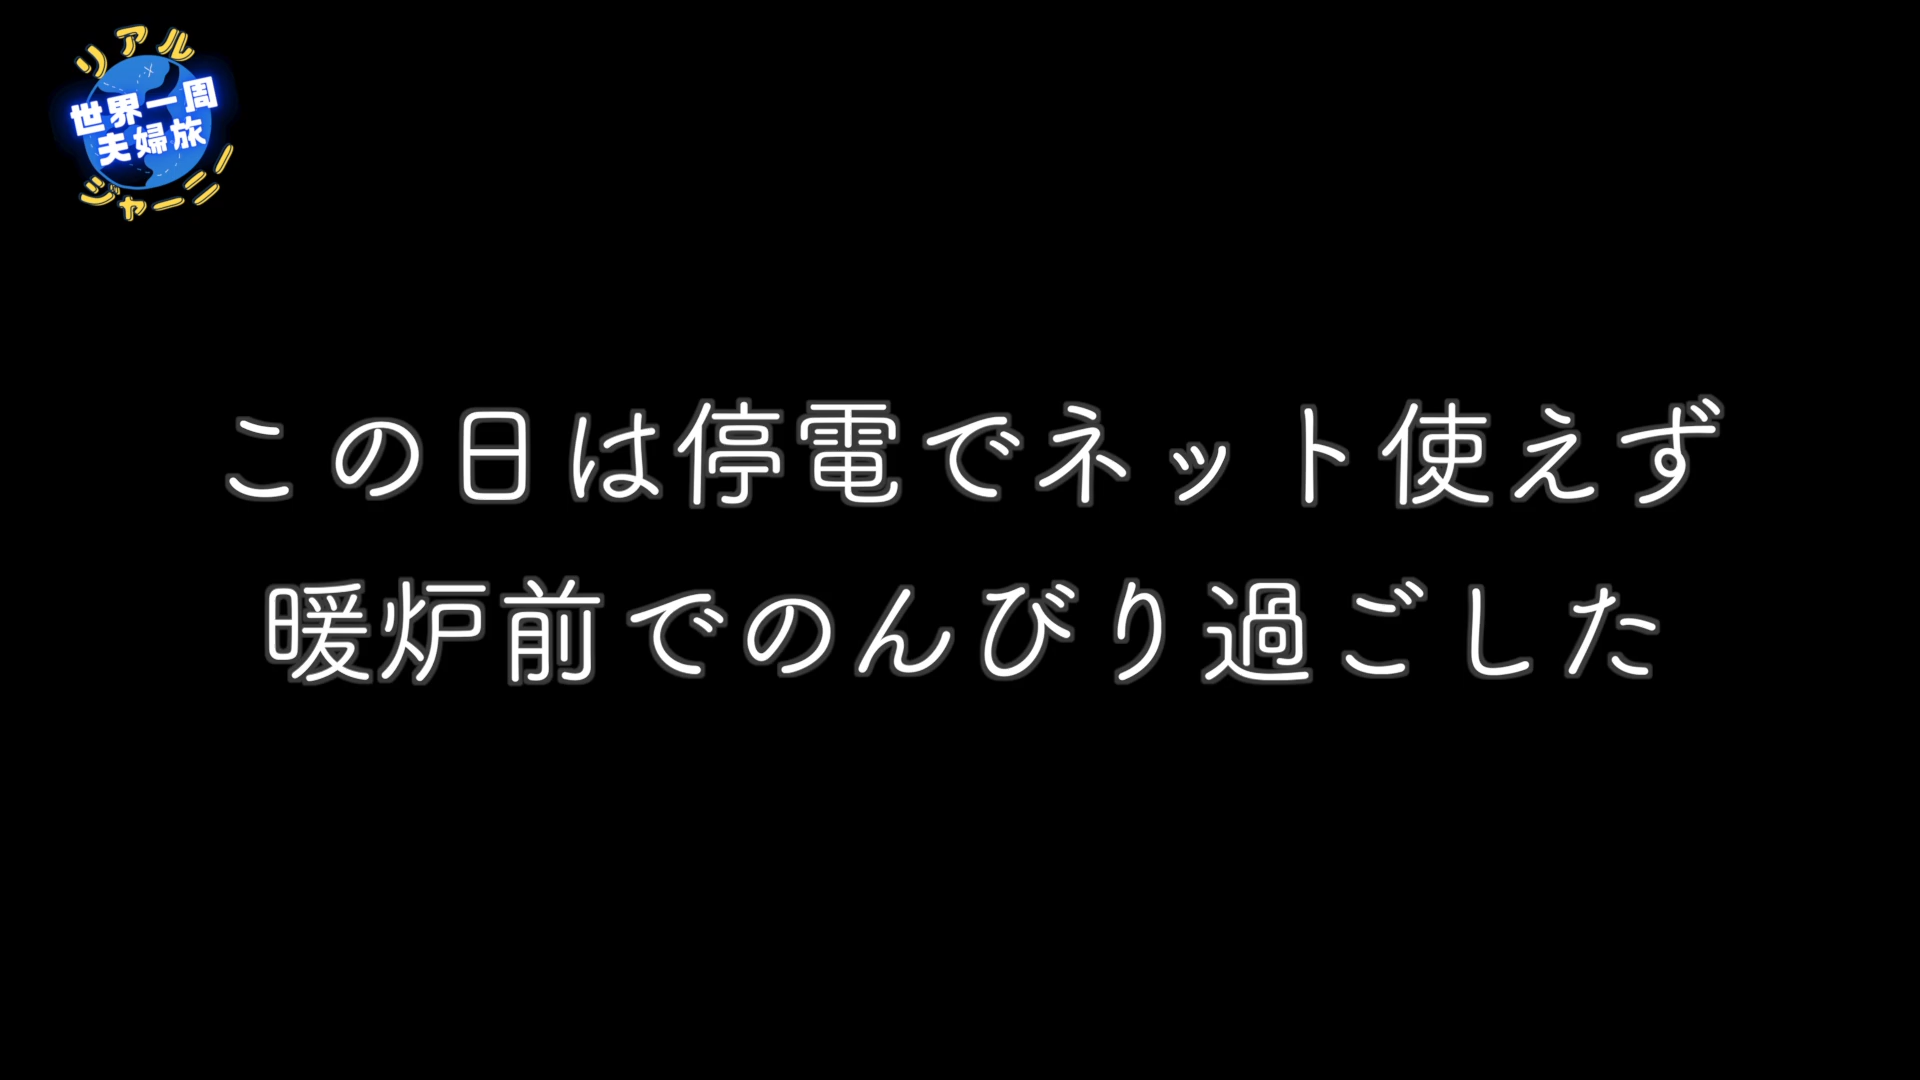 リアル
世界一周
夫婦旅
ジャーニー
この日は停電でネット使えず
暖炉前でのんびり過ごした